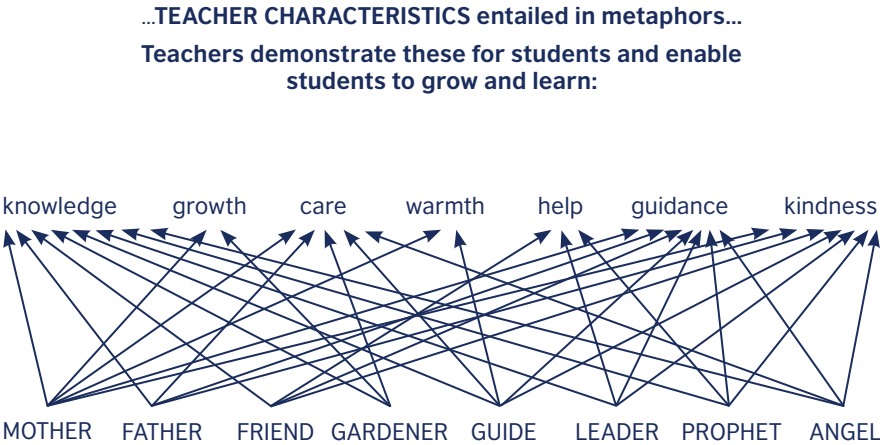 ...TEACHER CHARACTERISTICS entailed in metaphors...
Teachers demonstrate these for students and enable
students to grow and learn:
knowledge growth care warmth help guidance kindness
MOTHER FATHER FRIEND GARDENER GUIDE LEADER PROPHET ANGEL